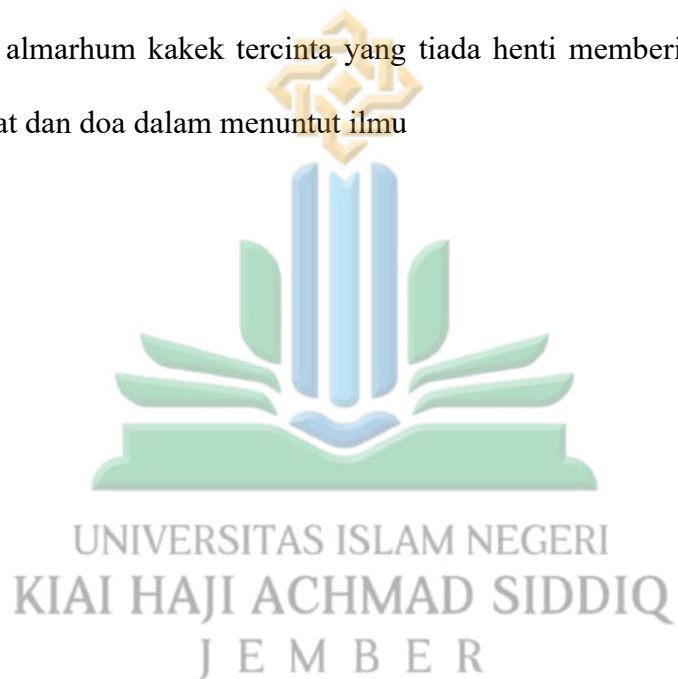 almarhum kakek tercinta yang tiada henti memberi
dan doa dalam menuntut ilmu
UNIVERSITAS ISLAM NEGERI
KIAI HAJI ACHMAD SIDDIQ
JEMBER